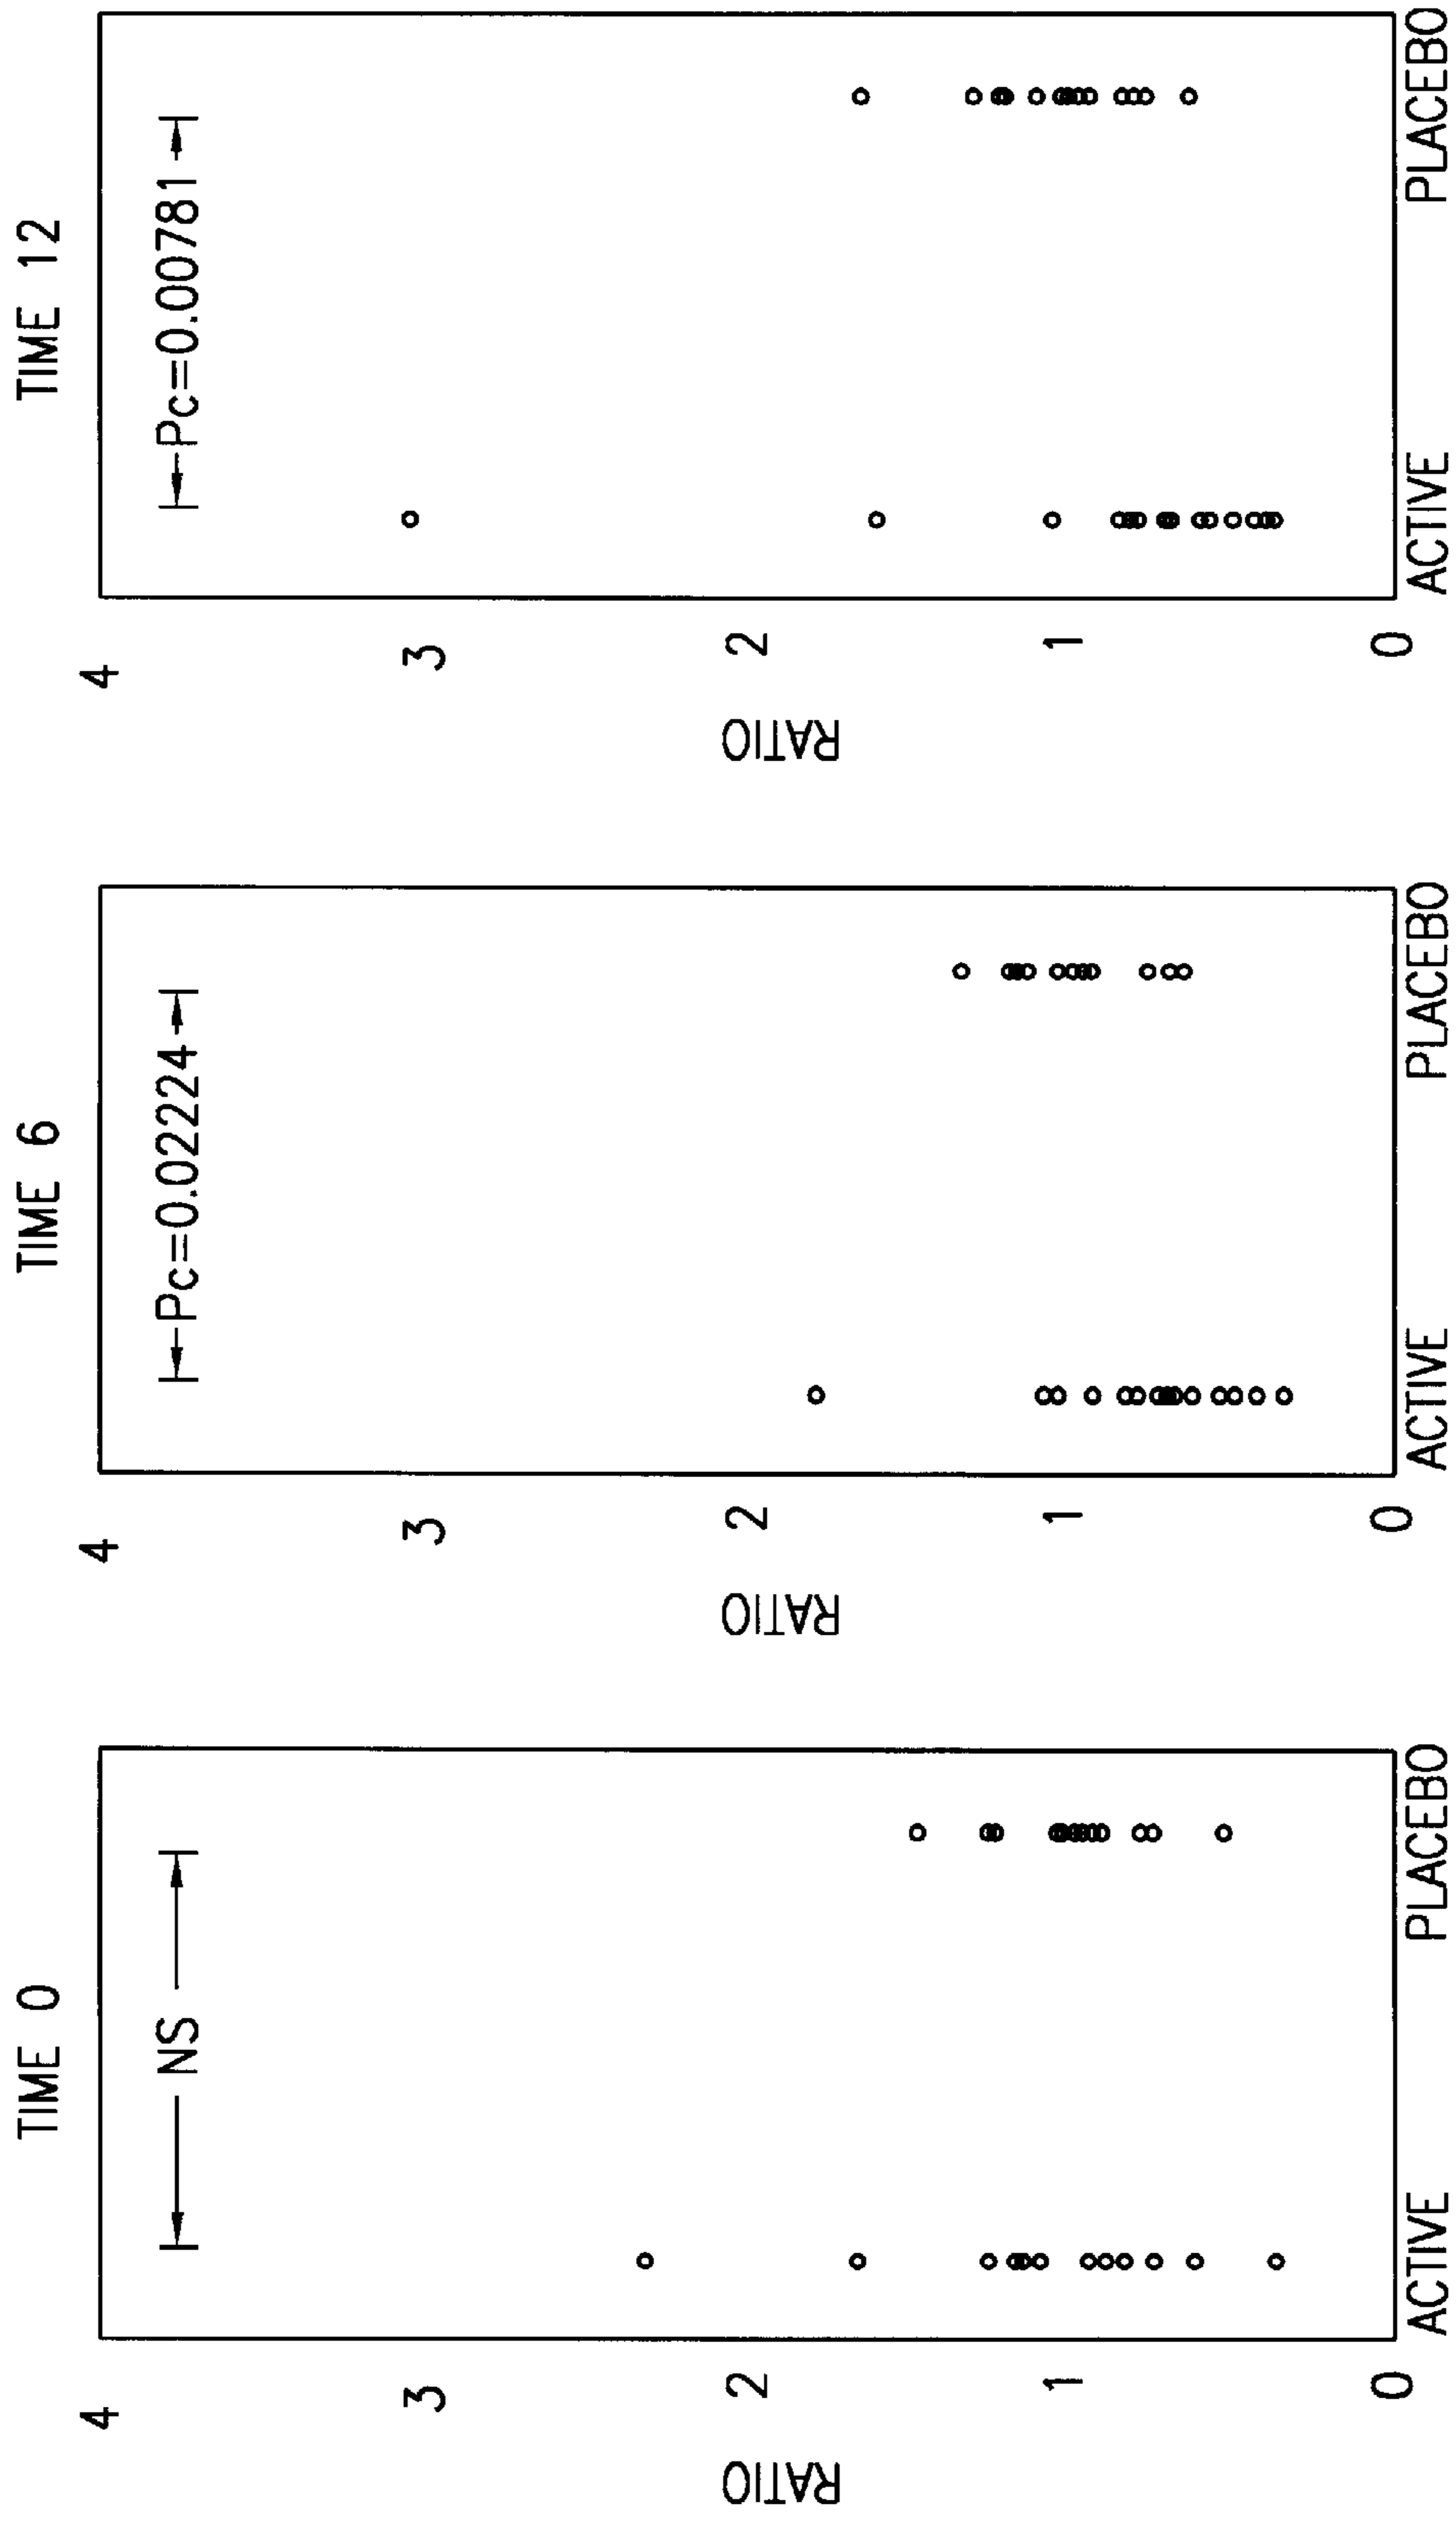 TIME 0
NS
4
3
2
1
0
RATIO
ACTIVE
PLACEBO
TIME 6
Pc=0.02224
4
3
2
1
0
RATIO
ACTIVE
PLACEBO
TIME 12
Pc=0.00781
4
3
2
1
0
RATIO
ACTIVE
PLACEBO